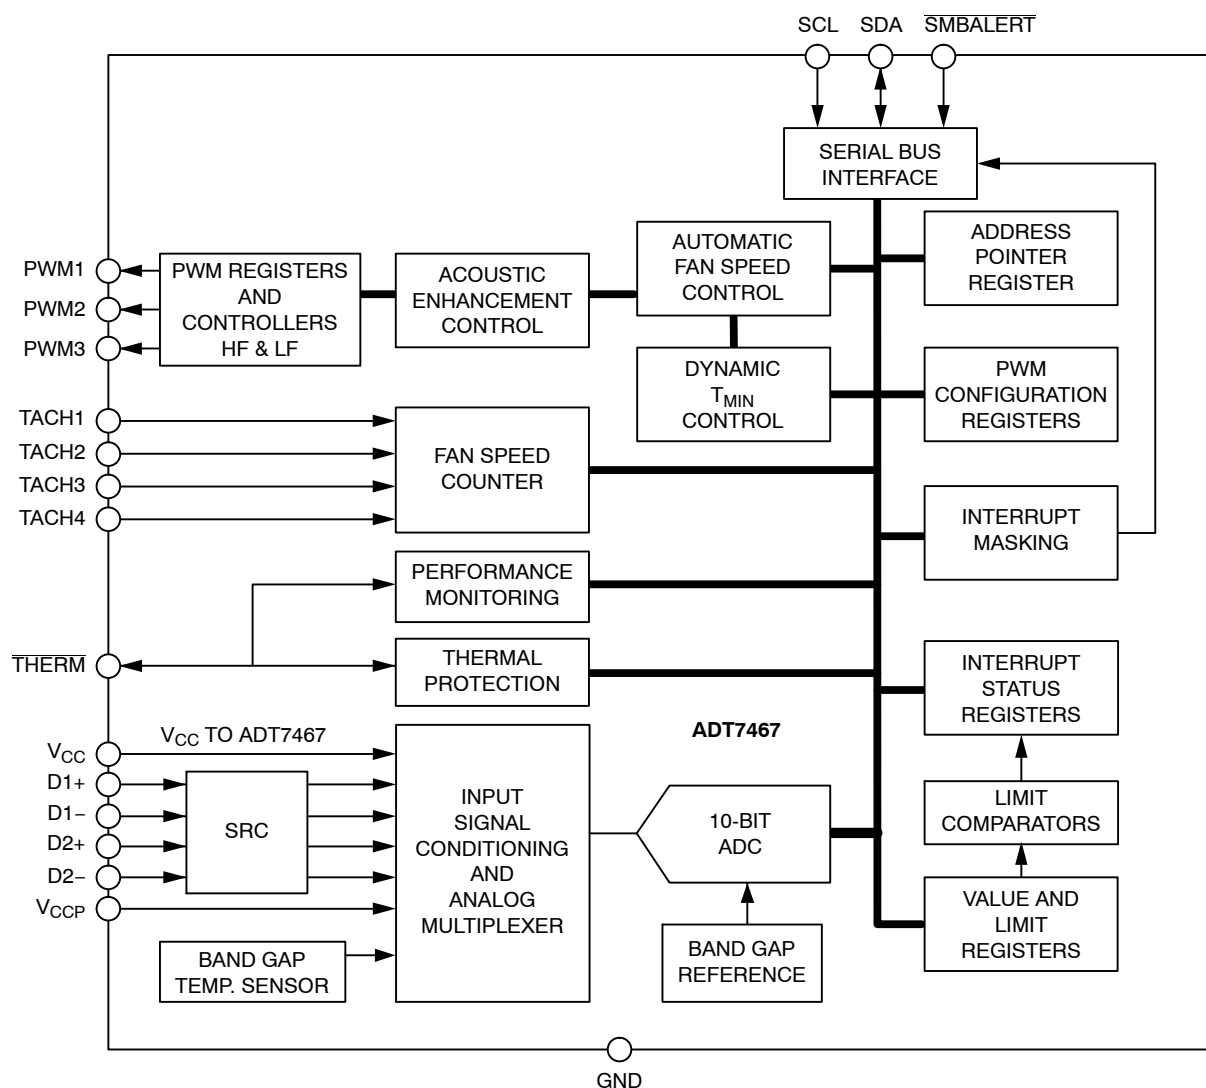 SCL SDA SMBALERT
SERIAL BUS
INTERFACE
PWM1
PWM2
PWM3
PWM REGISTERS
AND
CONTROLLERS
HF & LF
ACOUSTIC
ENHANCEMENT
CONTROL
AUTOMATIC
FAN SPEED
CONTROL
ADDRESS
POINTER
REGISTER
DYNAMIC
TMIN
CONTROL
PWM
CONFIGURATION
REGISTERS
TACH1
TACH2
TACH3
TACH4
FAN SPEED
COUNTER
INTERRUPT
MASKING
PERFORMANCE
MONITORING
THERM
THERMAL
PROTECTION
INTERRUPT
STATUS
REGISTERS
ADT7467
VCC
VCC TO ADT7467
D1+
D1−
D2+
D2−
VCCP
SRC
INPUT
SIGNAL
CONDITIONING
AND
ANALOG
MULTIPLEXER
10-BIT
ADC
LIMIT
COMPARATORS
VALUE AND
LIMIT
REGISTERS
BAND GAP
TEMP. SENSOR
BAND GAP
REFERENCE
GND